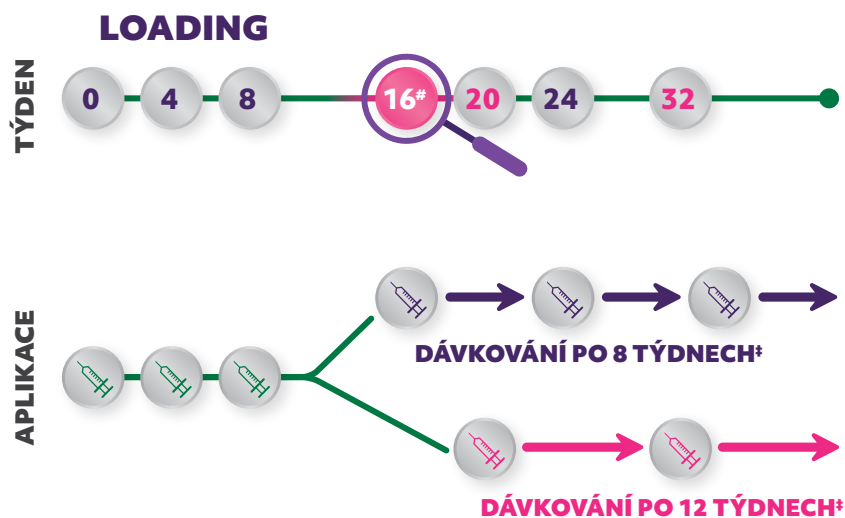 LOADING
TÝDEN
0 4 8 16# 20 24 32
APLIKACE
DÁVKOVÁNÍ PO 8 TÝDNECH‡
DÁVKOVÁNÍ PO 12 TÝDNECH‡